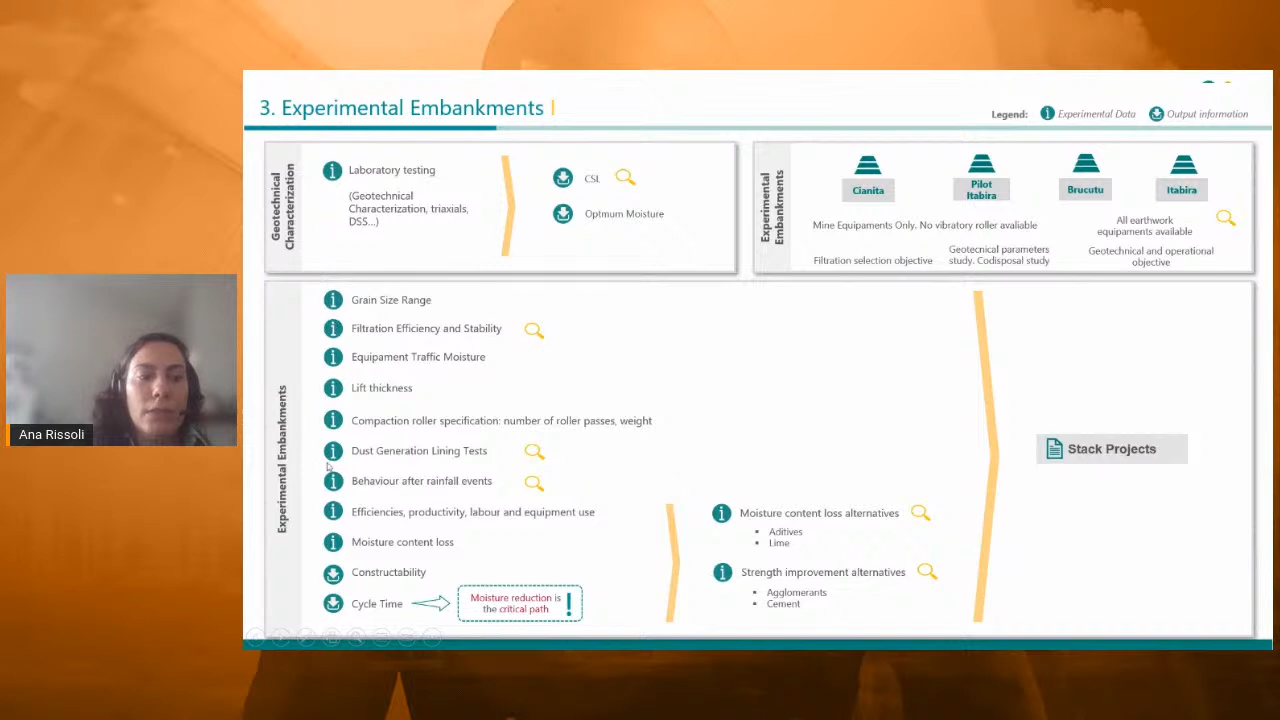 3. Experimental Embankments |
Legend: Experimental Data Output information
Geotechnical
Characterization
Laboratory testing
(Geotechnical
Characterization, triaxials,
DSS...)
CSL
Optmum Moisture
Experimental
Embankments
Cianita
Pilot
Itabira
Brucutu
Itabira
Mine Equipaments Only. No vibratory roller avaliable
All earthwork
equipaments available
Filtration selection objective
Geotecnical parameters
study. Codisposal study
Geotechnical and operational
objective
Experimental Embankments
Grain Size Range
Filtration Efficiency and Stability
Equipament Traffic Moisture
Lift thickness
Compaction roller specification: number of roller passes, weight
Dust Generation Lining Tests
Behaviour after rainfall events
Efficiencies, productivity, labour and equipment use
Moisture content loss
Constructability
Cycle Time
Moisture reduction is
the critical path
!
Moisture content loss alternatives
▪ Aditives
▪ Lime
Strength improvement alternatives
▪ Agglomerants
▪ Cement
Stack Projects
Ana Rissoli